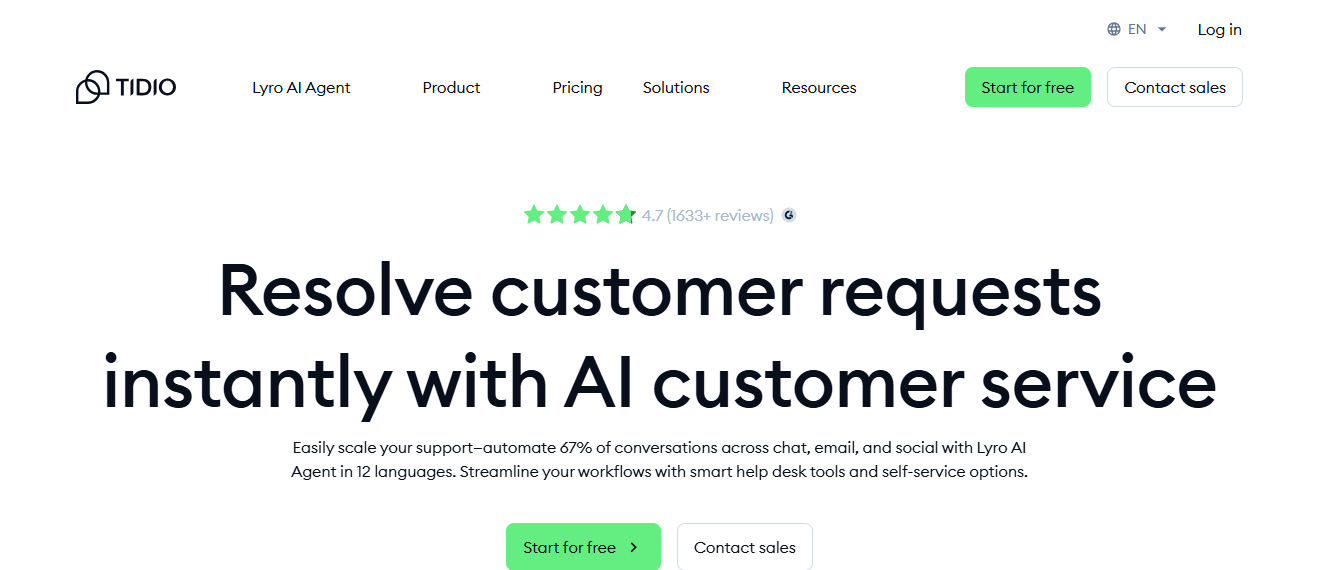 EN
Log in
TIDIO
Lyro AI Agent
Product
Pricing
Solutions
Resources
Start for free
Contact sales
4.7 (1633+ reviews)
Resolve customer requests
instantly with AI customer service
Easily scale your support—automate 67% of conversations across chat, email, and social with Lyro AI
Agent in 12 languages. Streamline your workflows with smart help desk tools and self-service options.
Start for free
Contact sales